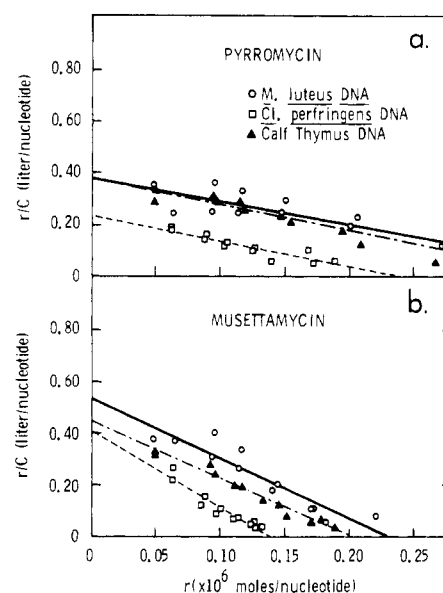 a.
PYRROMYCIN
M. luteus DNA
Cl. perfringens DNA
Calf Thymus DNA
r/C (liter/nucleotide)
0.80
0.60
0.40
0.20
0
b.
MUSETTAMYCIN
r/C (liter/nucleotide)
0.80
0.60
0.40
0.20
0
0 0.05 0.10 0.15 0.20 0.25
r(x10⁶ moles/nucleotide)